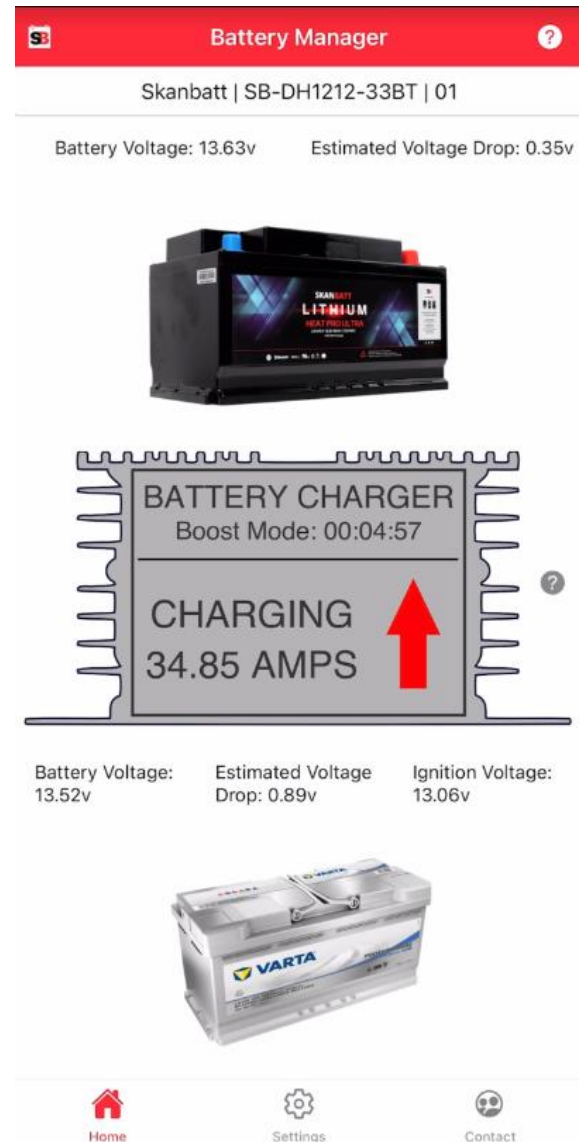 SB
Battery Manager
?
Skanbatt | SB-DH1212-33BT | 01
Battery Voltage: 13.63v
Estimated Voltage Drop: 0.35v
SKANBATT
LITHIUM
HEAT PRO ULTRA
BATTERY CHARGER
Boost Mode: 00:04:57
CHARGING
34.85 AMPS
?
Battery Voltage:
13.52v
Estimated Voltage
Drop: 0.89v
Ignition Voltage:
13.06v
VARTA
VARTA
Home
Settings
Contact